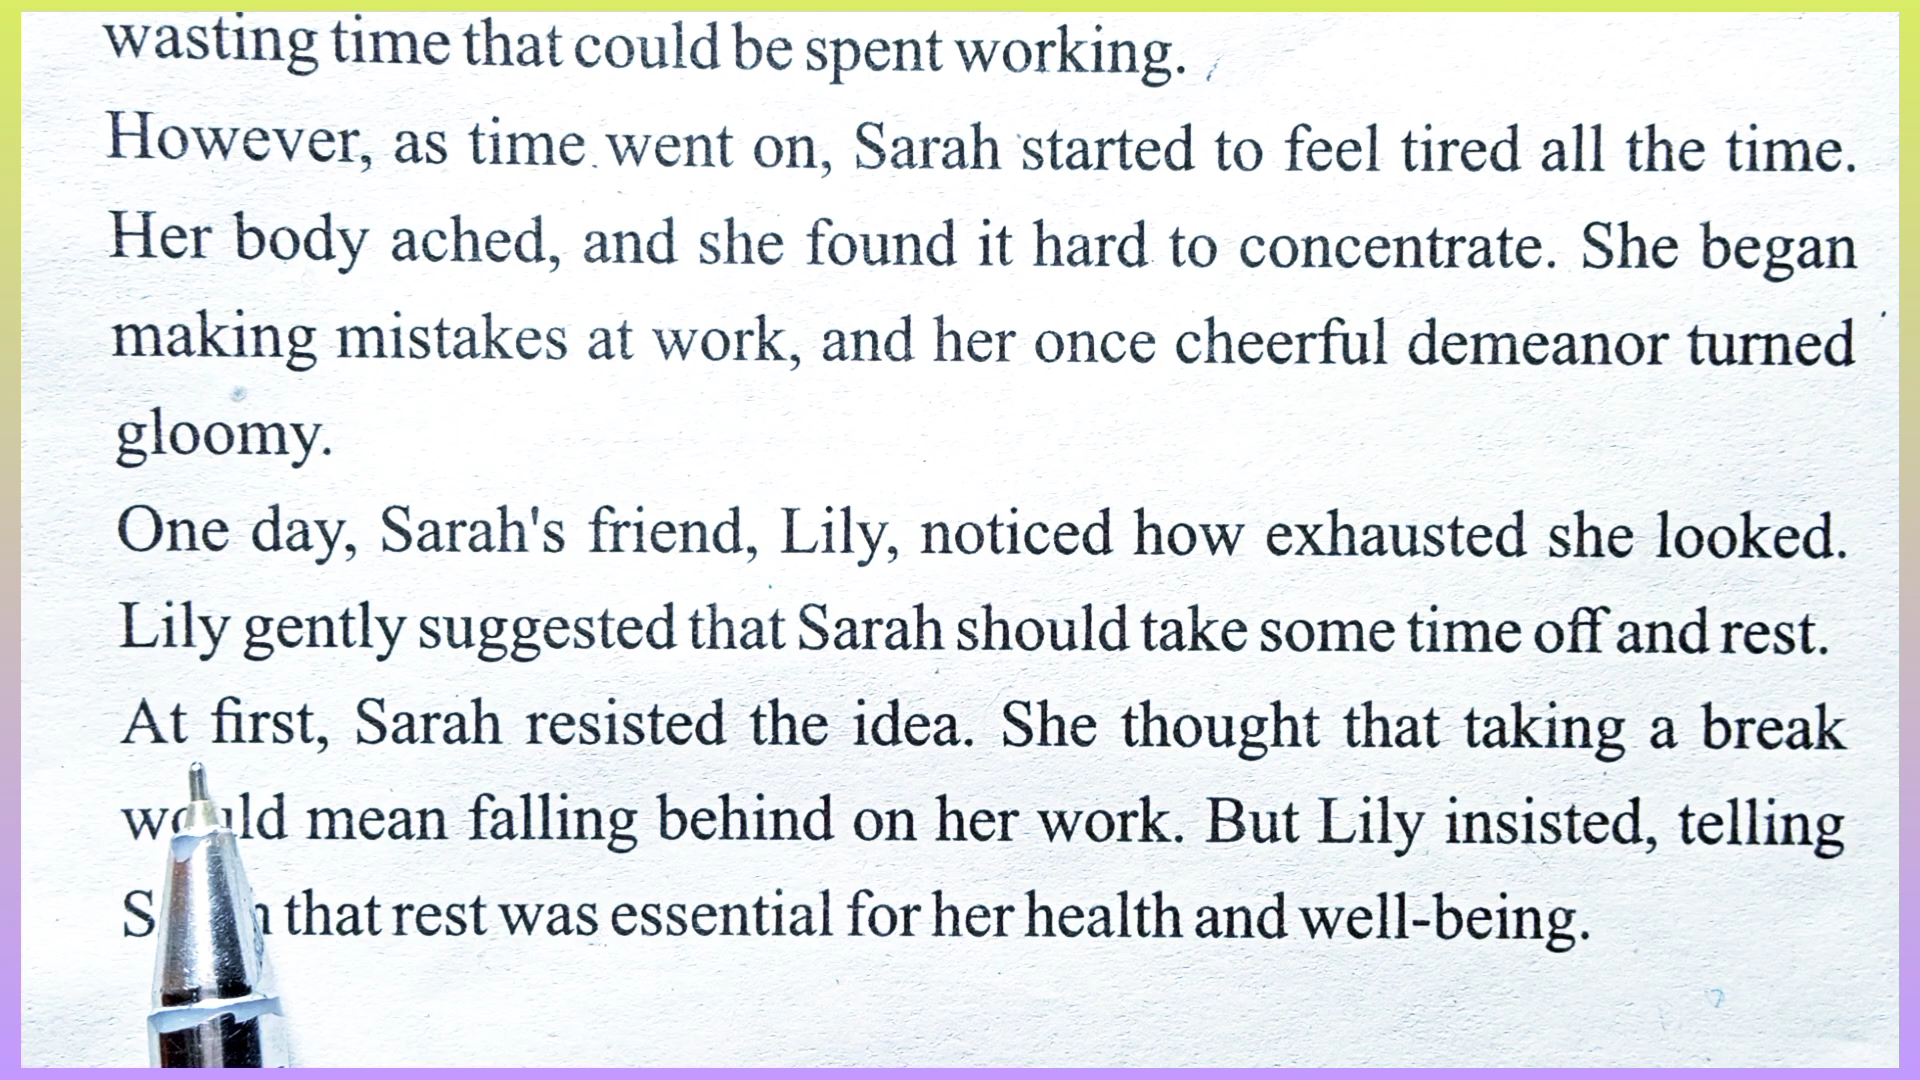 wasting time that could be spent working.
However, as time went on, Sarah started to feel tired all the time.
Her body ached, and she found it hard to concentrate. She began
making mistakes at work, and her once cheerful demeanor turned
gloomy.
One day, Sarah's friend, Lily, noticed how exhausted she looked.
Lily gently suggested that Sarah should take some time off and rest.
At first, Sarah resisted the idea. She thought that taking a break
would mean falling behind on her work. But Lily insisted, telling
that rest was essential for her health and well-being.